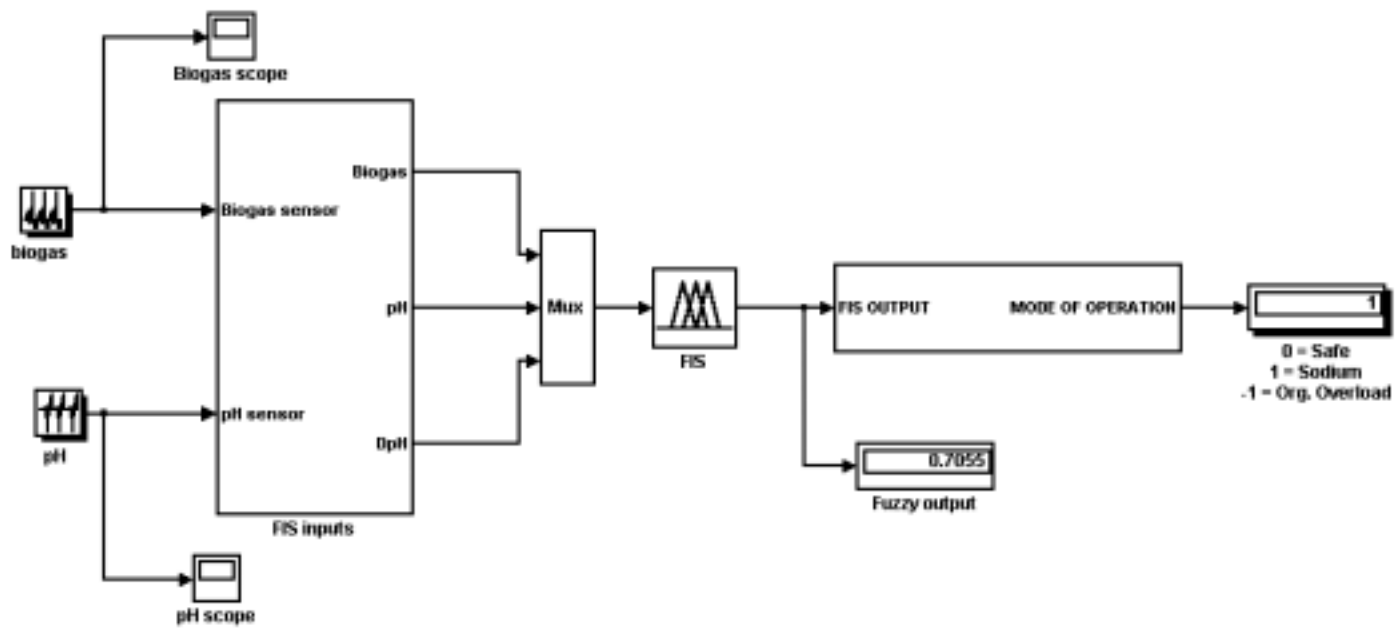 Biogas scope
Biogas
Biogas sensor
biogas
pH
Mux
FIS OUTPUT
MODE OF OPERATION
1
FIS
0 = Safe
1 = Sodium
-1 = Org. Overload
pH sensor
pH
DpH
0.7055
Fuzzy output
FIS inputs
pH scope